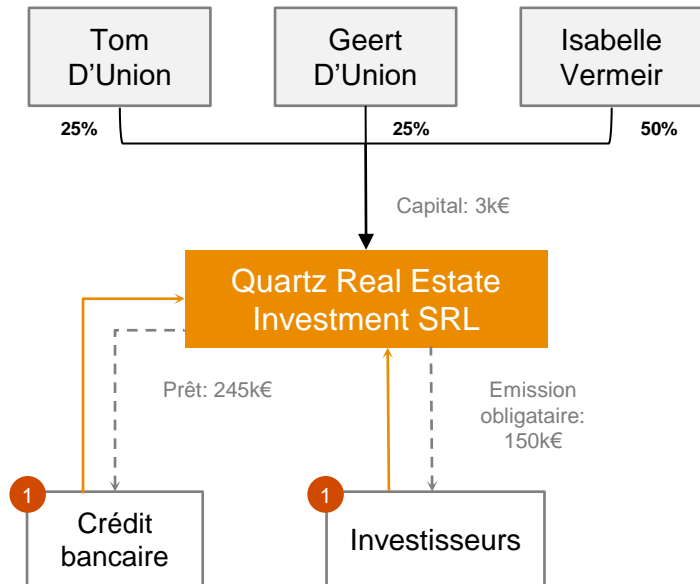 Tom
D’Union
Geert
D’Union
Isabelle
Vermeir
25%
25%
50%
Capital: 3k€
Quartz Real Estate
Investment SRL
Prêt: 245k€
Emission
obligataire:
150k€
1
Crédit
bancaire
1
Investisseurs